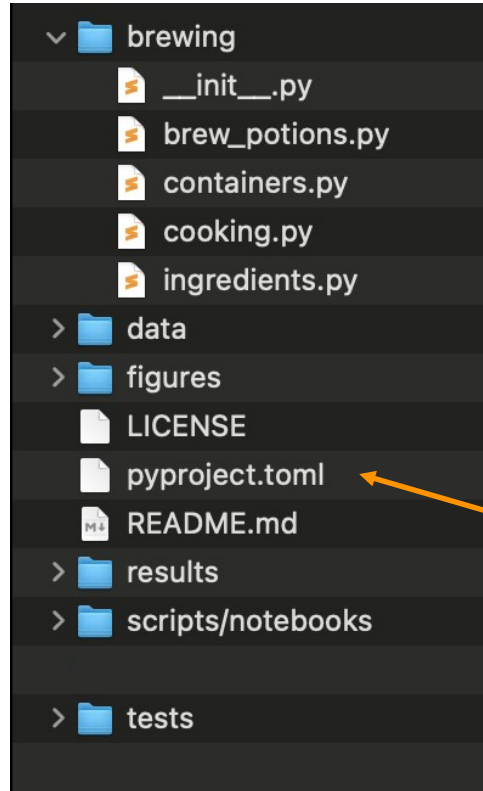 brewing
__init__.py
brew_potions.py
containers.py
cooking.py
ingredients.py
data
figures
LICENSE
pyproject.toml
M↓ README.md
results
scripts/notebooks
tests